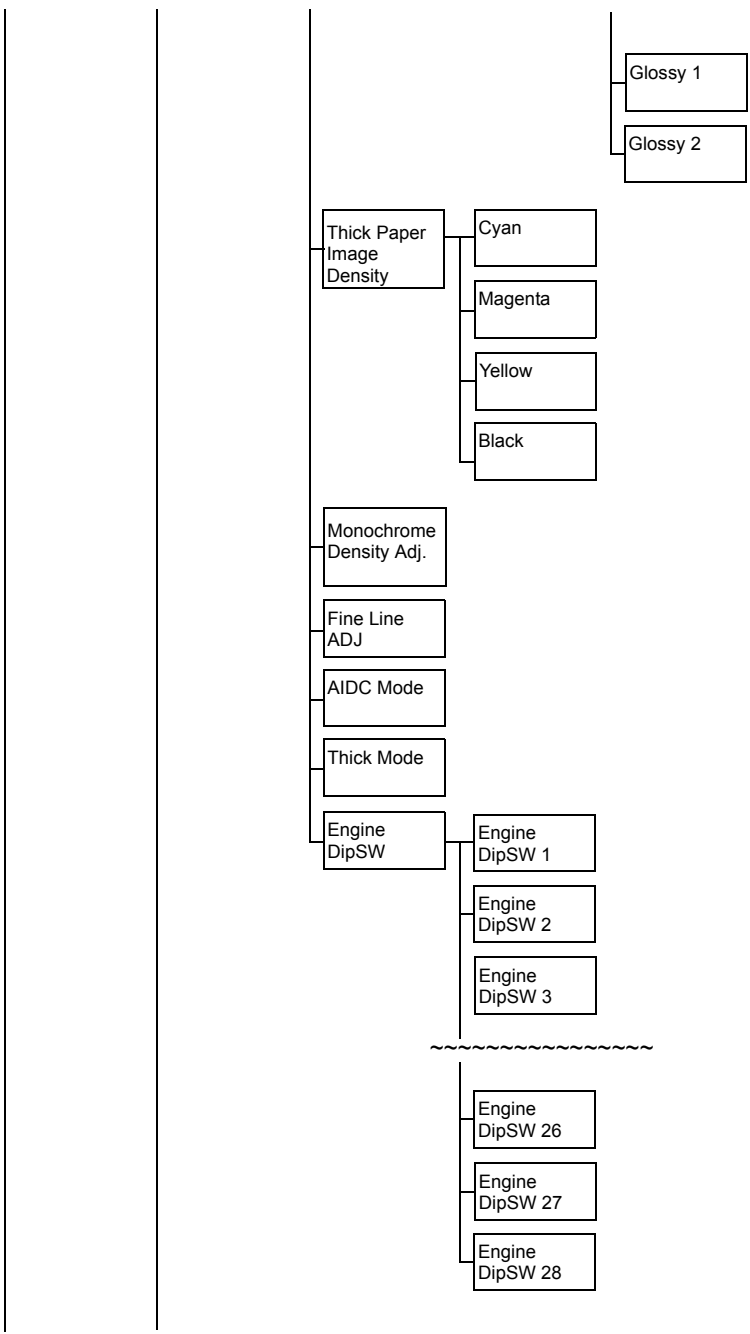 Glossy 1
Glossy 2
Thick Paper
Image
Density
Cyan
Magenta
Yellow
Black
Monochrome
Density Adj.
Fine Line
ADJ
AIDC Mode
Thick Mode
Engine
DipSW
Engine
DipSW 1
Engine
DipSW 2
Engine
DipSW 3
~~~~~~~~~~~~~~~~
Engine
DipSW 26
Engine
DipSW 27
Engine
DipSW 28